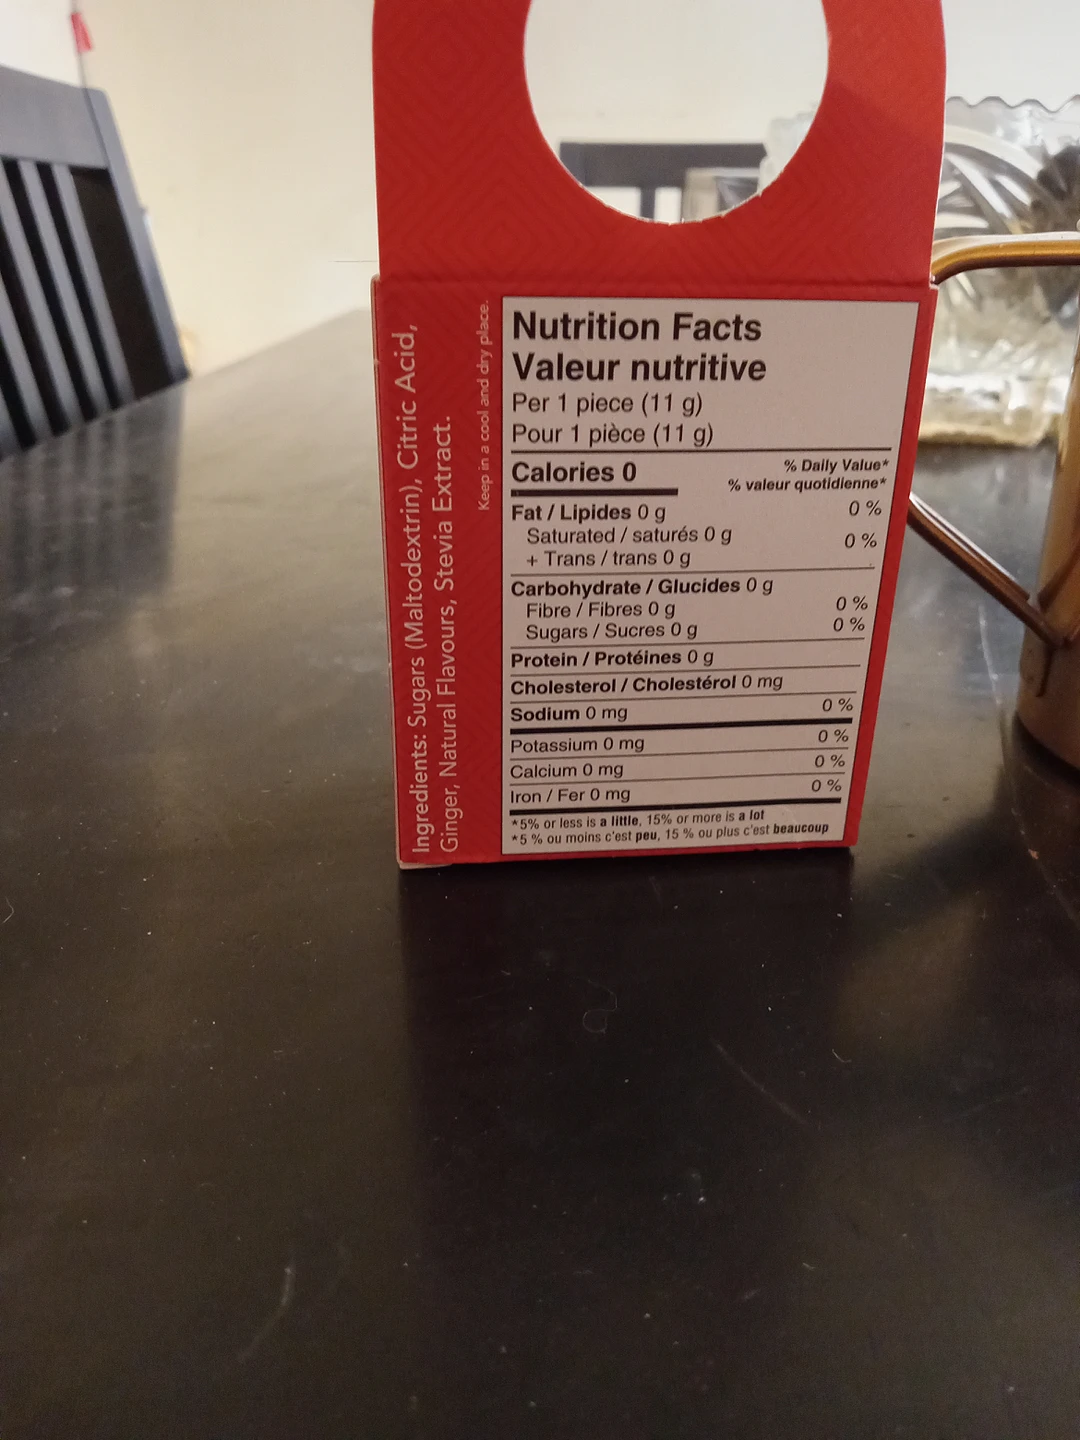 Ingredients: Sugars (Maltodextrin), Citric Acid,
Ginger, Natural Flavours, Stevia Extract.
Keep in a cool and dry place.
Nutrition Facts
Valeur nutritive
Per 1 piece (11 g)
Pour 1 pièce (11 g)
Calories 0
% Daily Value*
% valeur quotidienne*
Fat / Lipides 0 g 0 %
Saturated / saturés 0 g
+ Trans / trans 0 g 0 %
Carbohydrate / Glucides 0 g
Fibre / Fibres 0 g 0 %
Sugars / Sucres 0 g 0 %
Protein / Protéines 0 g
Cholesterol / Cholestérol 0 mg
Sodium 0 mg 0 %
Potassium 0 mg 0 %
Calcium 0 mg 0 %
Iron / Fer 0 mg 0 %
*5% or less is a little, 15% or more is a lot
*5 % ou moins c'est peu, 15 % ou plus c'est beaucoup